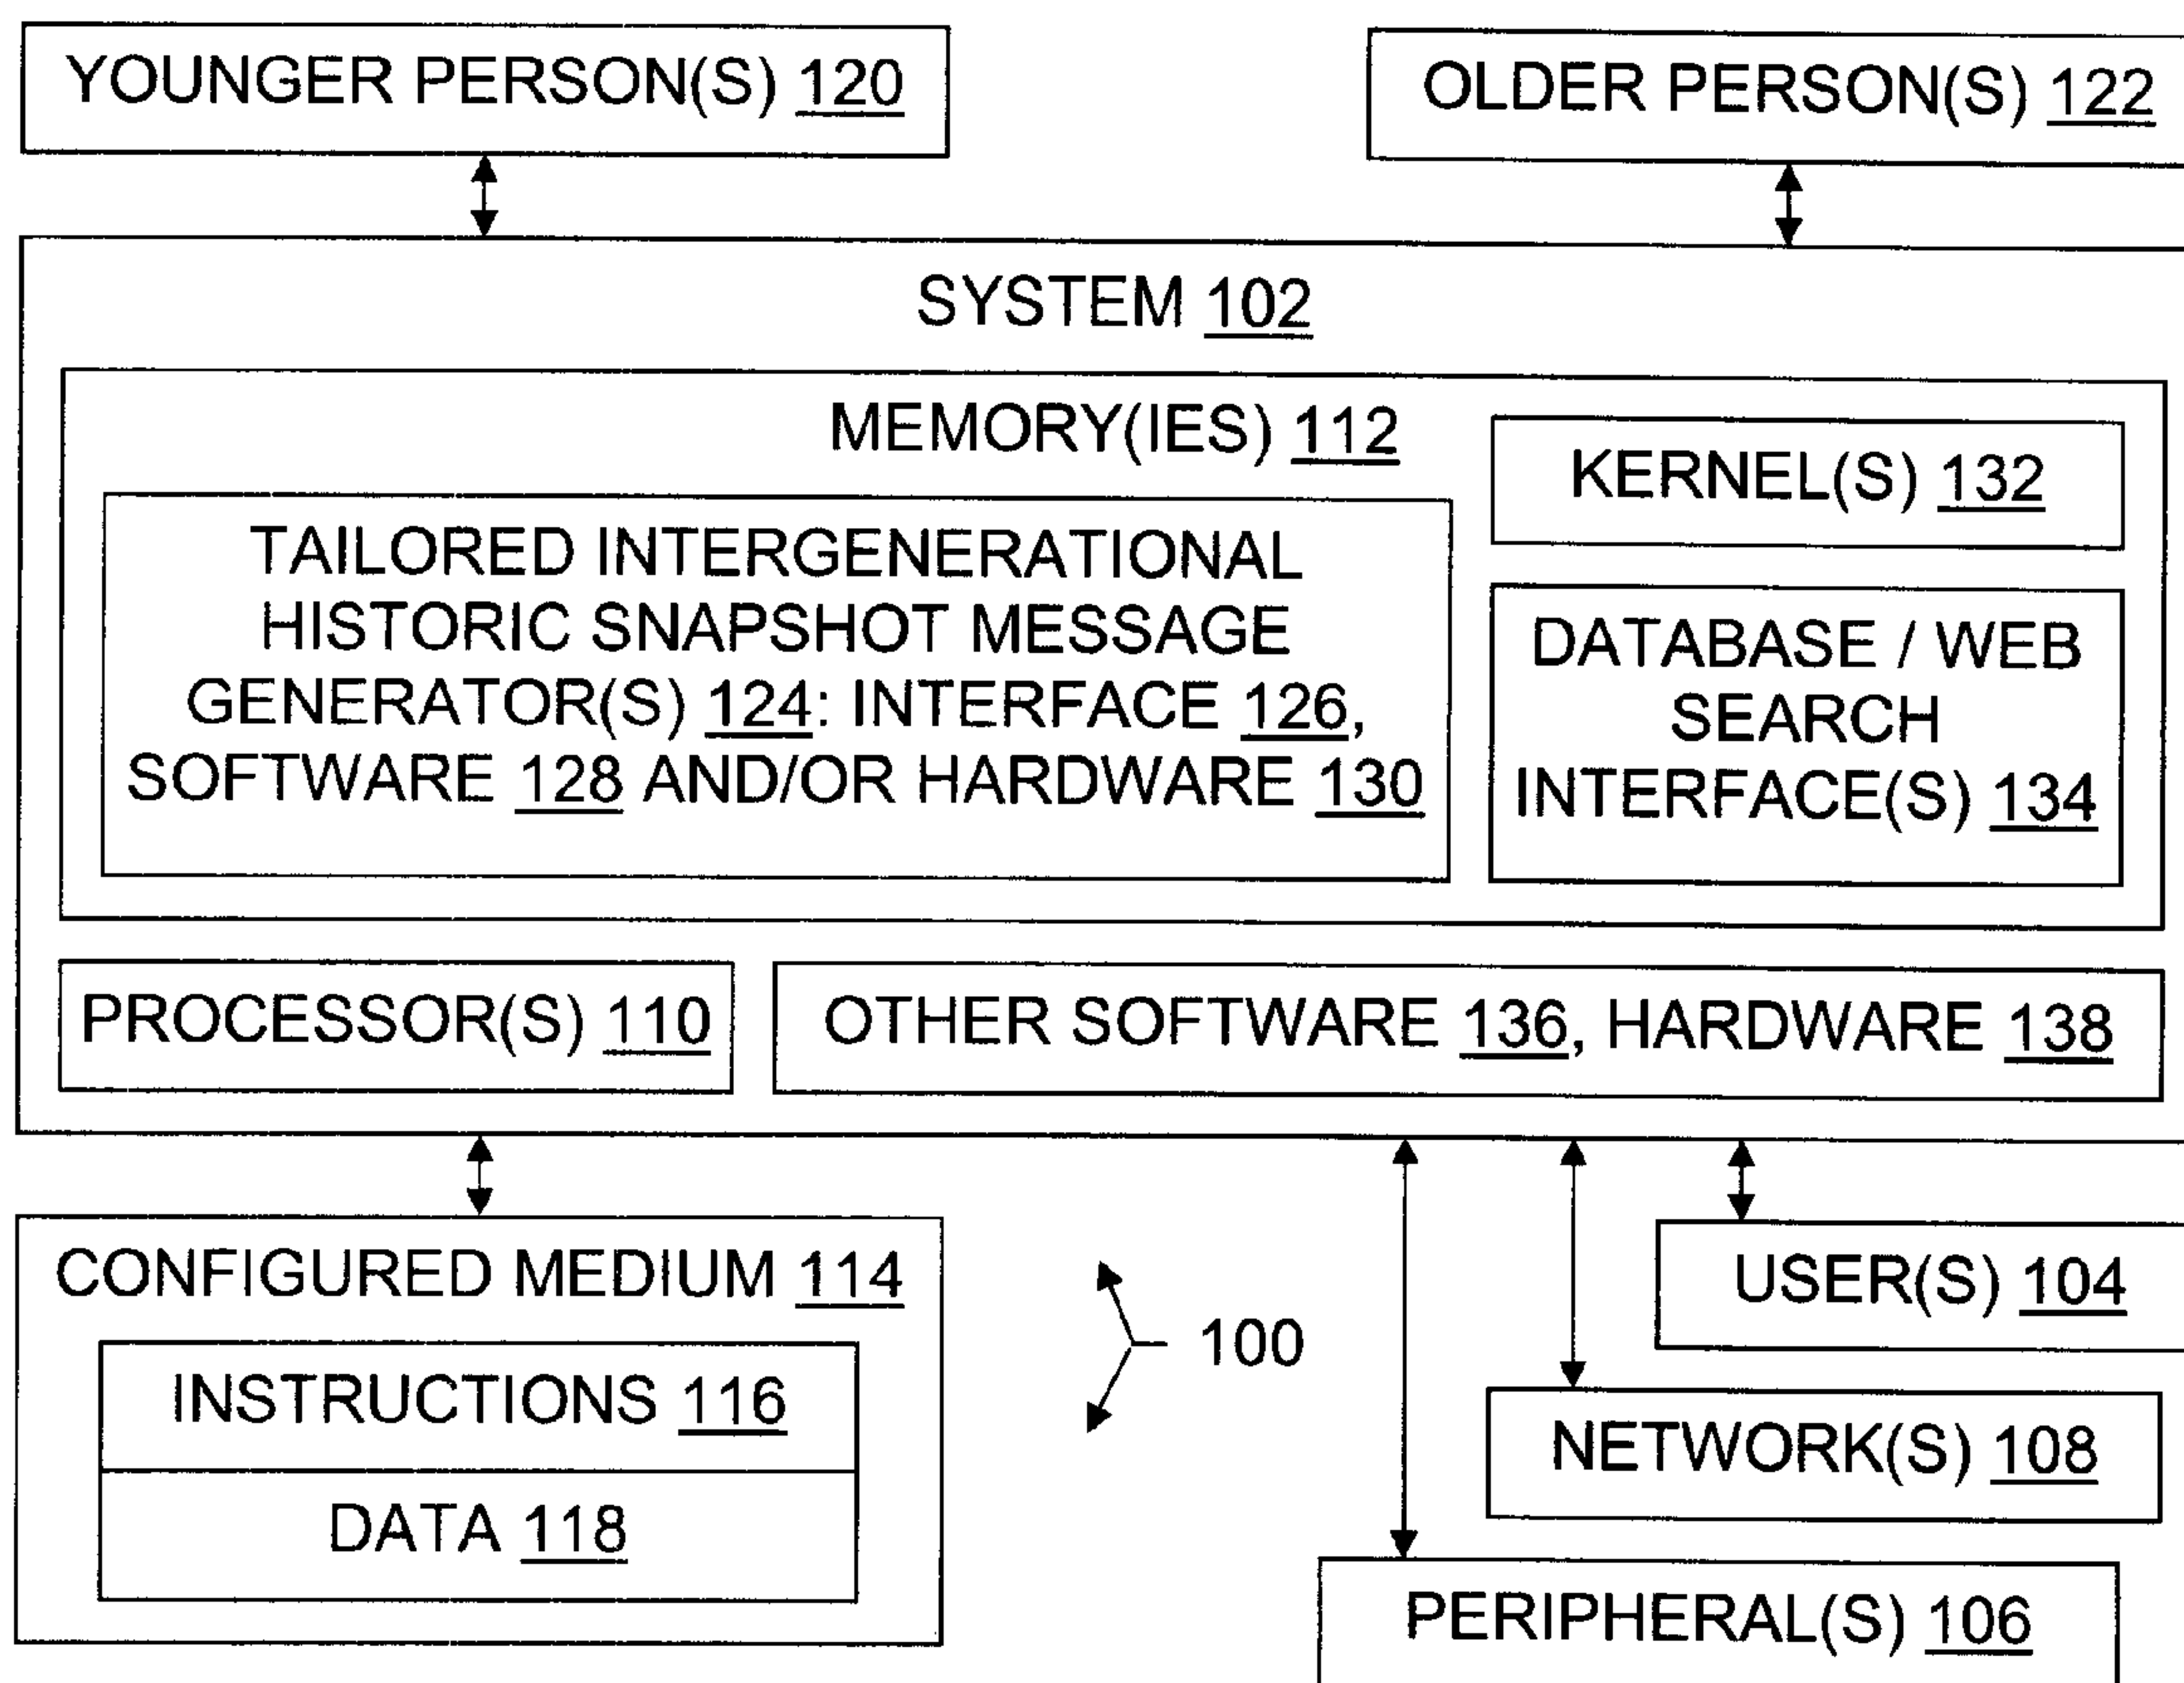 YOUNGER PERSON(S) 120
OLDER PERSON(S) 122
SYSTEM 102
MEMORY(IES) 112
KERNEL(S) 132
TAILORED INTERGENERATIONAL
HISTORIC SNAPSHOT MESSAGE
GENERATOR(S) 124: INTERFACE 126,
SOFTWARE 128 AND/OR HARDWARE 130
DATABASE / WEB
SEARCH
INTERFACE(S) 134
PROCESSOR(S) 110
OTHER SOFTWARE 136, HARDWARE 138
CONFIGURED MEDIUM 114
INSTRUCTIONS 116
DATA 118
100
USER(S) 104
NETWORK(S) 108
PERIPHERAL(S) 106